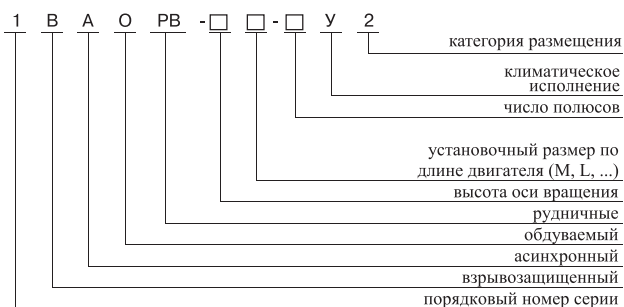 1 В А О РВ -□ □ -□ У 2
категория размещения
климатическое
исполнение
число полюсов
установочный размер по
длине двигателя (M, L, ...)
высота оси вращения
рудничные
обдуваемый
асинхронный
взрывозащищенный
порядковый номер серии